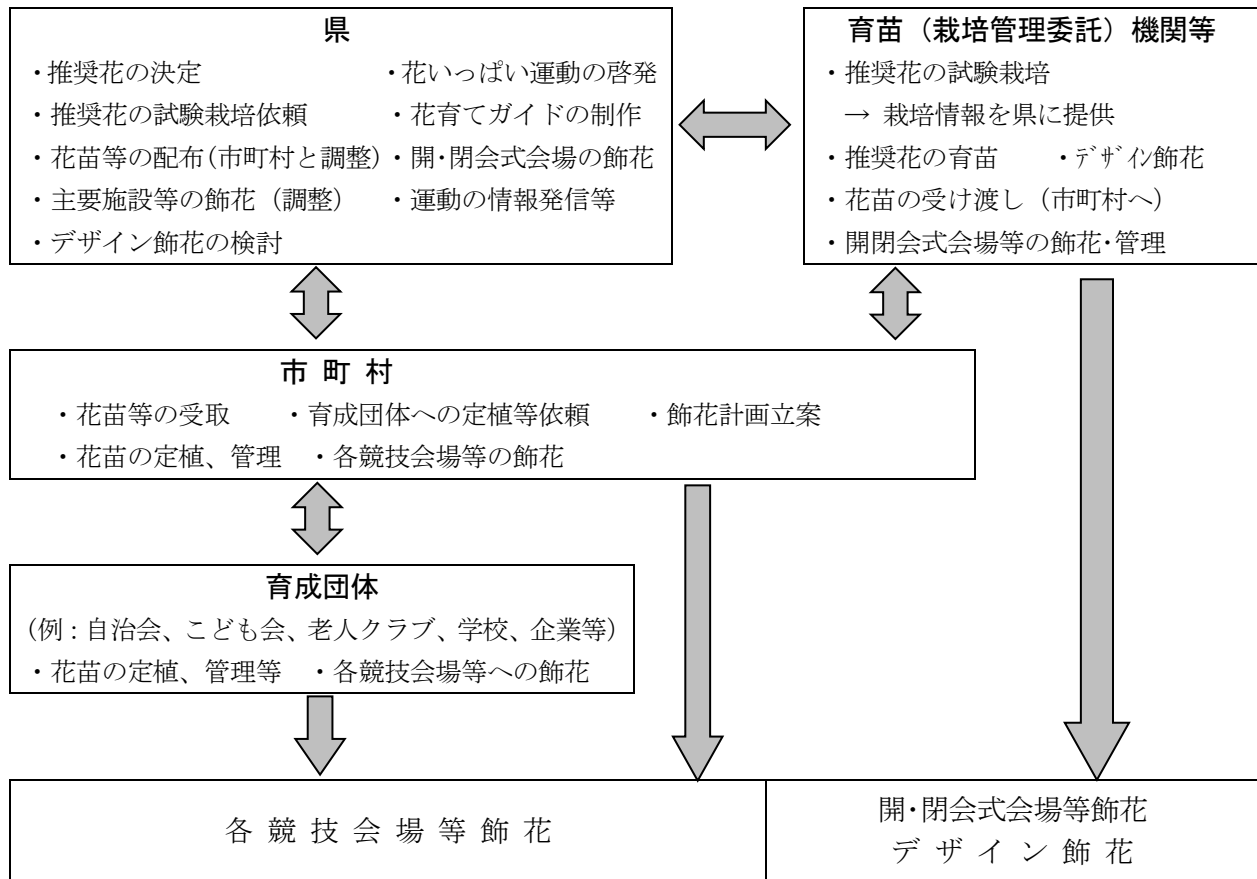 県
・推奨花の決定 ・花いっぱい運動の啓発
・推奨花の試験栽培依頼 ・花育てガイドの制作
・花苗等の配布(市町村と調整) ・開・閉会式会場の飾花
・主要施設等の飾花（調整） ・運動の情報発信等
・デザイン飾花の検討
育苗（栽培管理委託）機関等
・推奨花の試験栽培
→ 栽培情報を県に提供
・推奨花の育苗 ・ﾃﾞｻﾞｲﾝ飾花
・花苗の受け渡し（市町村へ）
・開閉会式会場等の飾花・管理
市 町 村
・花苗等の受取 ・育成団体への定植等依頼 ・飾花計画立案
・花苗の定植、管理 ・各競技会場等の飾花
育成団体
(例：自治会、こども会、老人クラブ、学校、企業等)
・花苗の定植、管理等 ・各競技会場等への飾花
各 競 技 会 場 等 飾 花
開・閉会式会場等飾花
デ ザ イ ン 飾 花